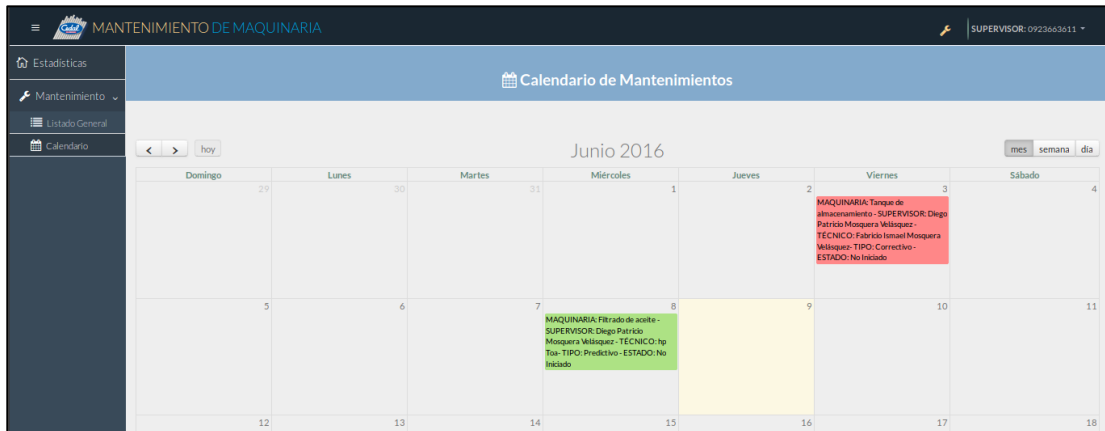 Cedal MANTENIMIENTO DE MAQUINARIA SUPERVISOR: 0923663611
Estadísticas
Mantenimiento
Listado General
Calendario
Calendario de Mantenimientos
hoy
Junio 2016
mes semana dia
Domingo Lunes Martes Miércoles Jueves Viernes Sábado
29 30 31 1 2 3 4
MAQUINARIA: Tanque de
almacenamiento - SUPERVISOR: Diego
Patricio Mosquera Velásquez -
TÉCNICO: Fabricio Ismael Mosquera
Velásquez- TIPO: Correctivo -
ESTADO: No Iniciado
5 6 7 8 9 10 11
MAQUINARIA: Filtrado de aceite -
SUPERVISOR: Diego Patricio
Mosquera Velásquez - TÉCNICO: hp
Toa- TIPO: Predictivo - ESTADO: No
Iniciado
12 13 14 15 16 17 18